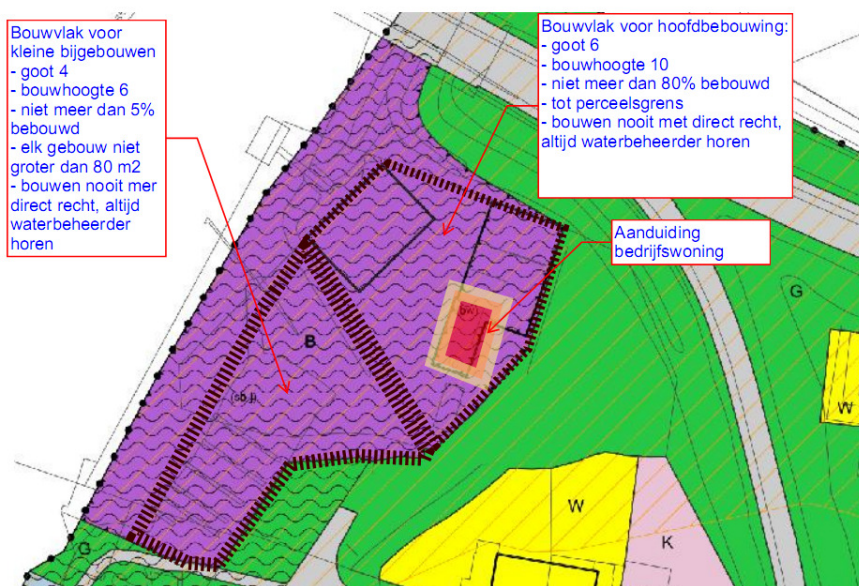 Bouwvlak voor
kleine bijgebouwen
- goot 4
- bouwhoogte 6
- niet meer dan 5%
bebouwd
- elk gebouw niet
groter dan 80 m2
- bouwen nooit mer
direct recht, altijd
waterbeheerder
horen
Bouwvlak voor hoofdbebouwing:
- goot 6
- bouwhoogte 10
- niet meer dan 80% bebouwd
- tot perceelsgrens
- bouwen nooit met direct recht,
altijd waterbeheerder horen
Aanduiding
bedrijfswoning
G
(bw)
B
W
W
K
G